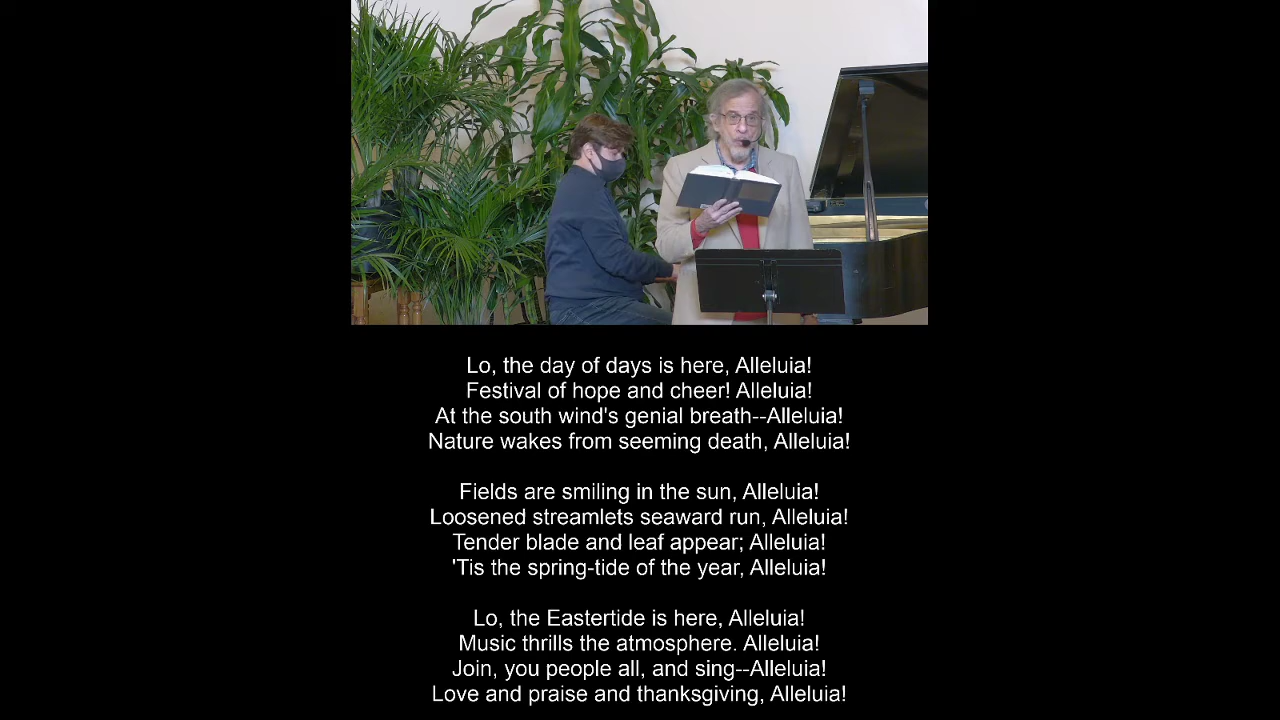 Lo, the day of days is here, Alleluia!
Festival of hope and cheer! Alleluia!
At the south wind's genial breath--Alleluia!
Nature wakes from seeming death, Alleluia!
Fields are smiling in the sun, Alleluia!
Loosened streamlets seaward run, Alleluia!
Tender blade and leaf appear; Alleluia!
'Tis the spring-tide of the year, Alleluia!
Lo, the Eastertide is here, Alleluia!
Music thrills the atmosphere. Alleluia!
Join, you people all, and sing--Alleluia!
Love and praise and thanksgiving, Alleluia!